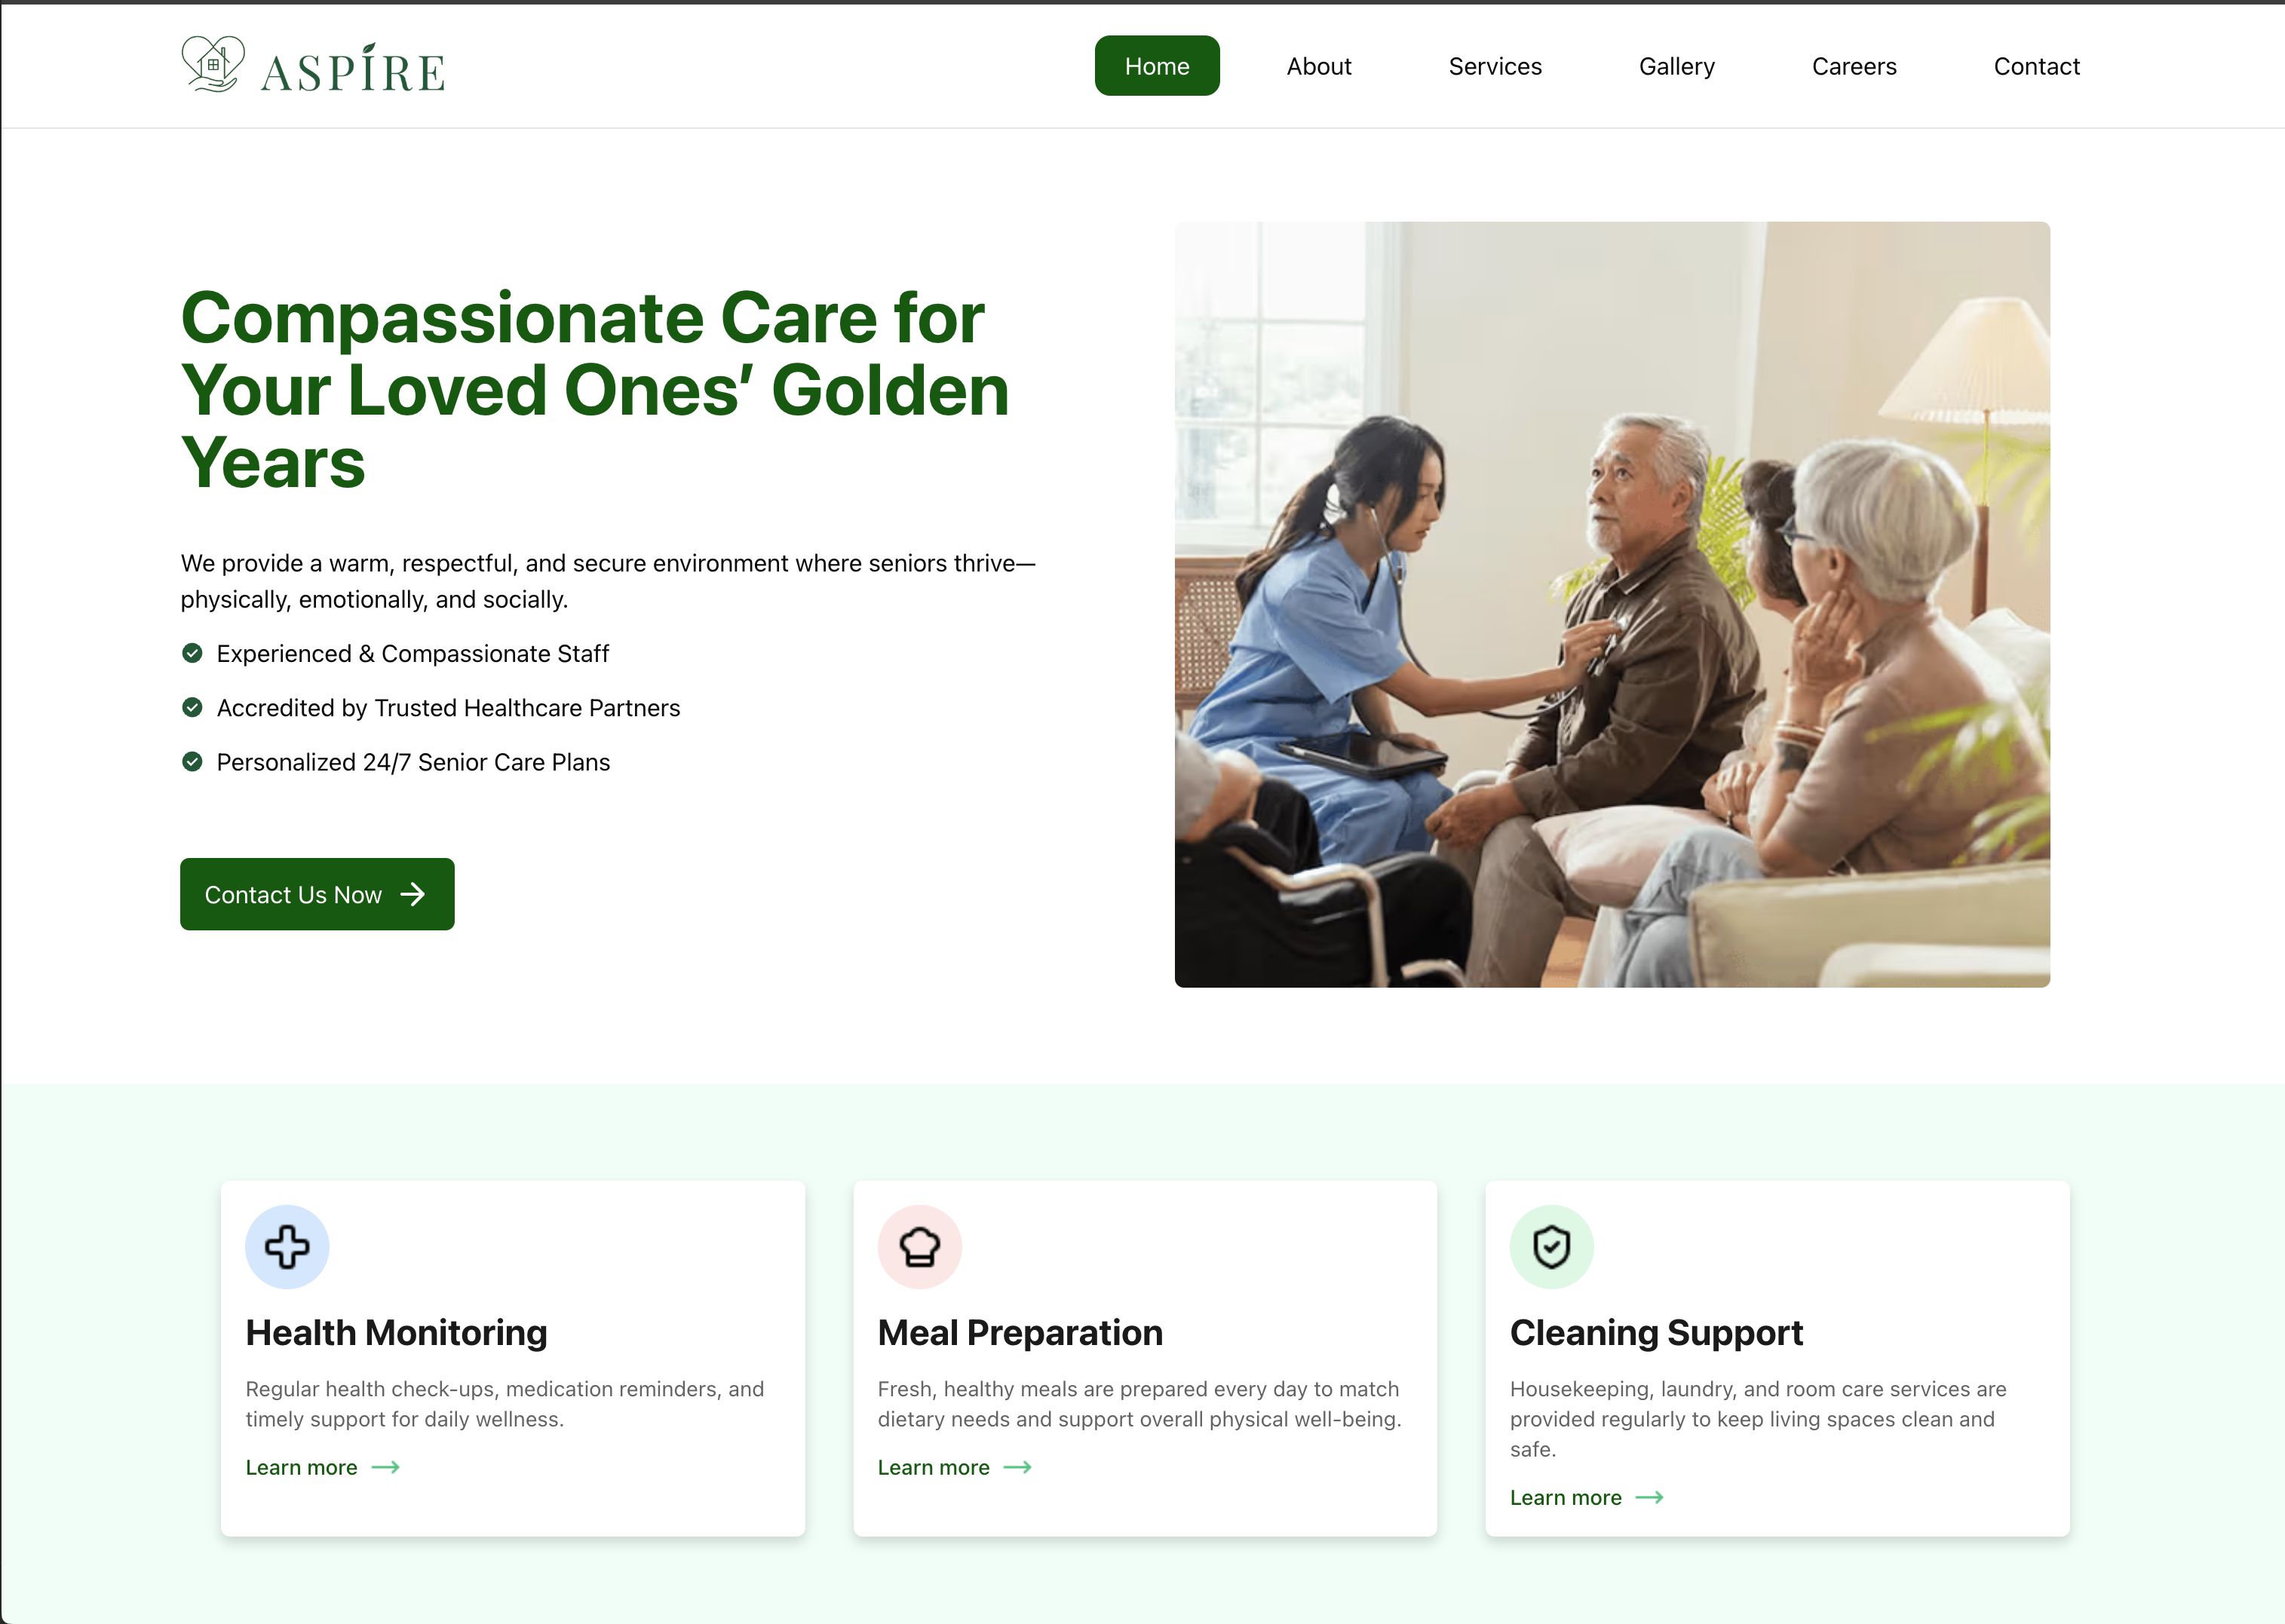 ASPÍRE
Home
About
Services
Gallery
Careers
Contact
Compassionate Care for
Your Loved Ones’ Golden
Years
We provide a warm, respectful, and secure environment where seniors thrive—
physically, emotionally, and socially.
Experienced & Compassionate Staff
Accredited by Trusted Healthcare Partners
Personalized 24/7 Senior Care Plans
Contact Us Now
Health Monitoring
Regular health check-ups, medication reminders, and
timely support for daily wellness.
Learn more
Meal Preparation
Fresh, healthy meals are prepared every day to match
dietary needs and support overall physical well-being.
Learn more
Cleaning Support
Housekeeping, laundry, and room care services are
provided regularly to keep living spaces clean and
safe.
Learn more